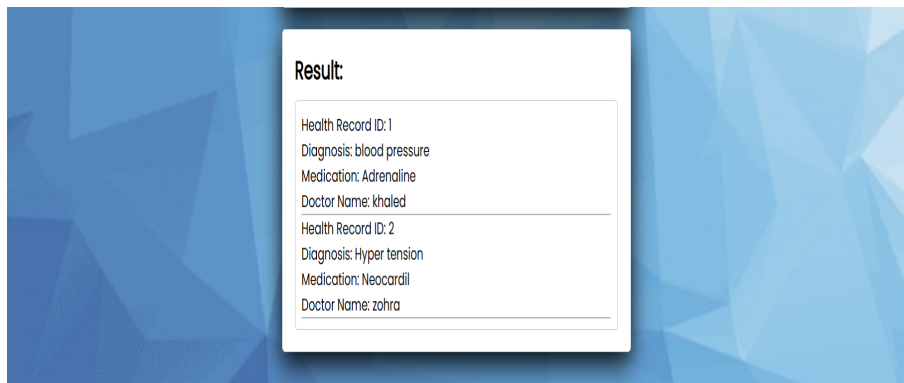 Result:
Health Record ID: 1
Diagnosis: blood pressure
Medication: Adrenaline
Doctor Name: khaled
Health Record ID: 2
Diagnosis: Hyper tension
Medication: Neocardil
Doctor Name: zohra